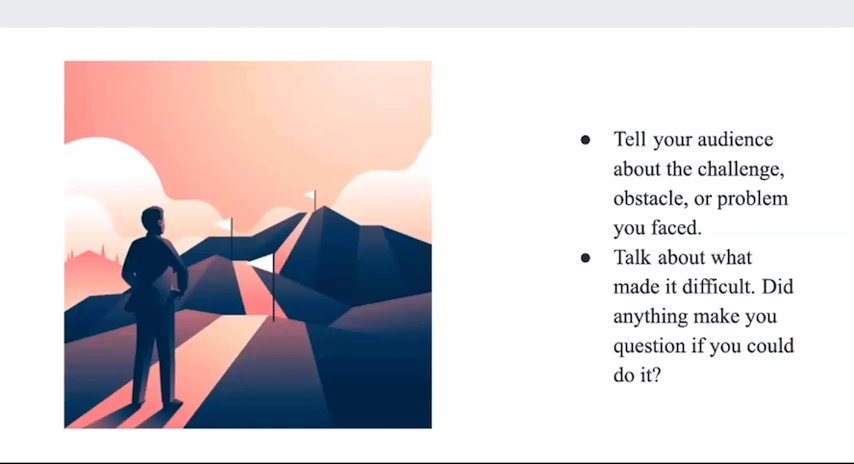 ● Tell your audience
about the challenge,
obstacle, or problem
you faced.
● Talk about what
made it difficult. Did
anything make you
question if you could
do it?